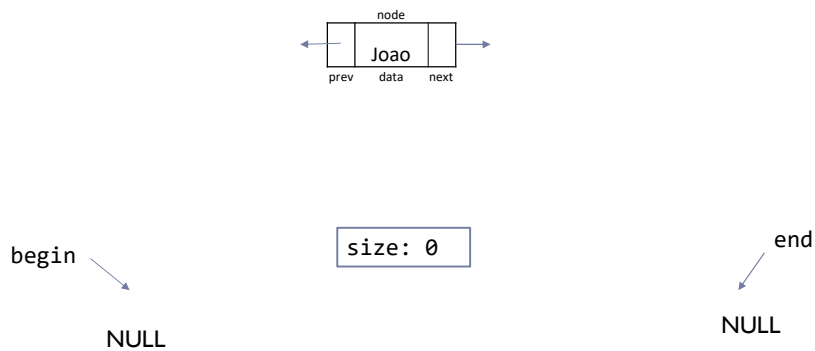 node
Joao
prev data next
size: 0
begin
end
NULL
NULL